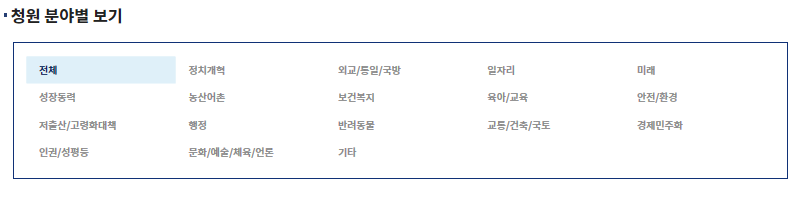 청원 분야별 보기
전체 정치개혁 외교/통일/국방 일자리 미래
성장동력 농산어촌 보건복지 육아/교육 안전/환경
저출산/고령화대책 행정 반려동물 교통/건축/국토 경제민주화
인권/성평등 문화/예술/체육/언론 기타